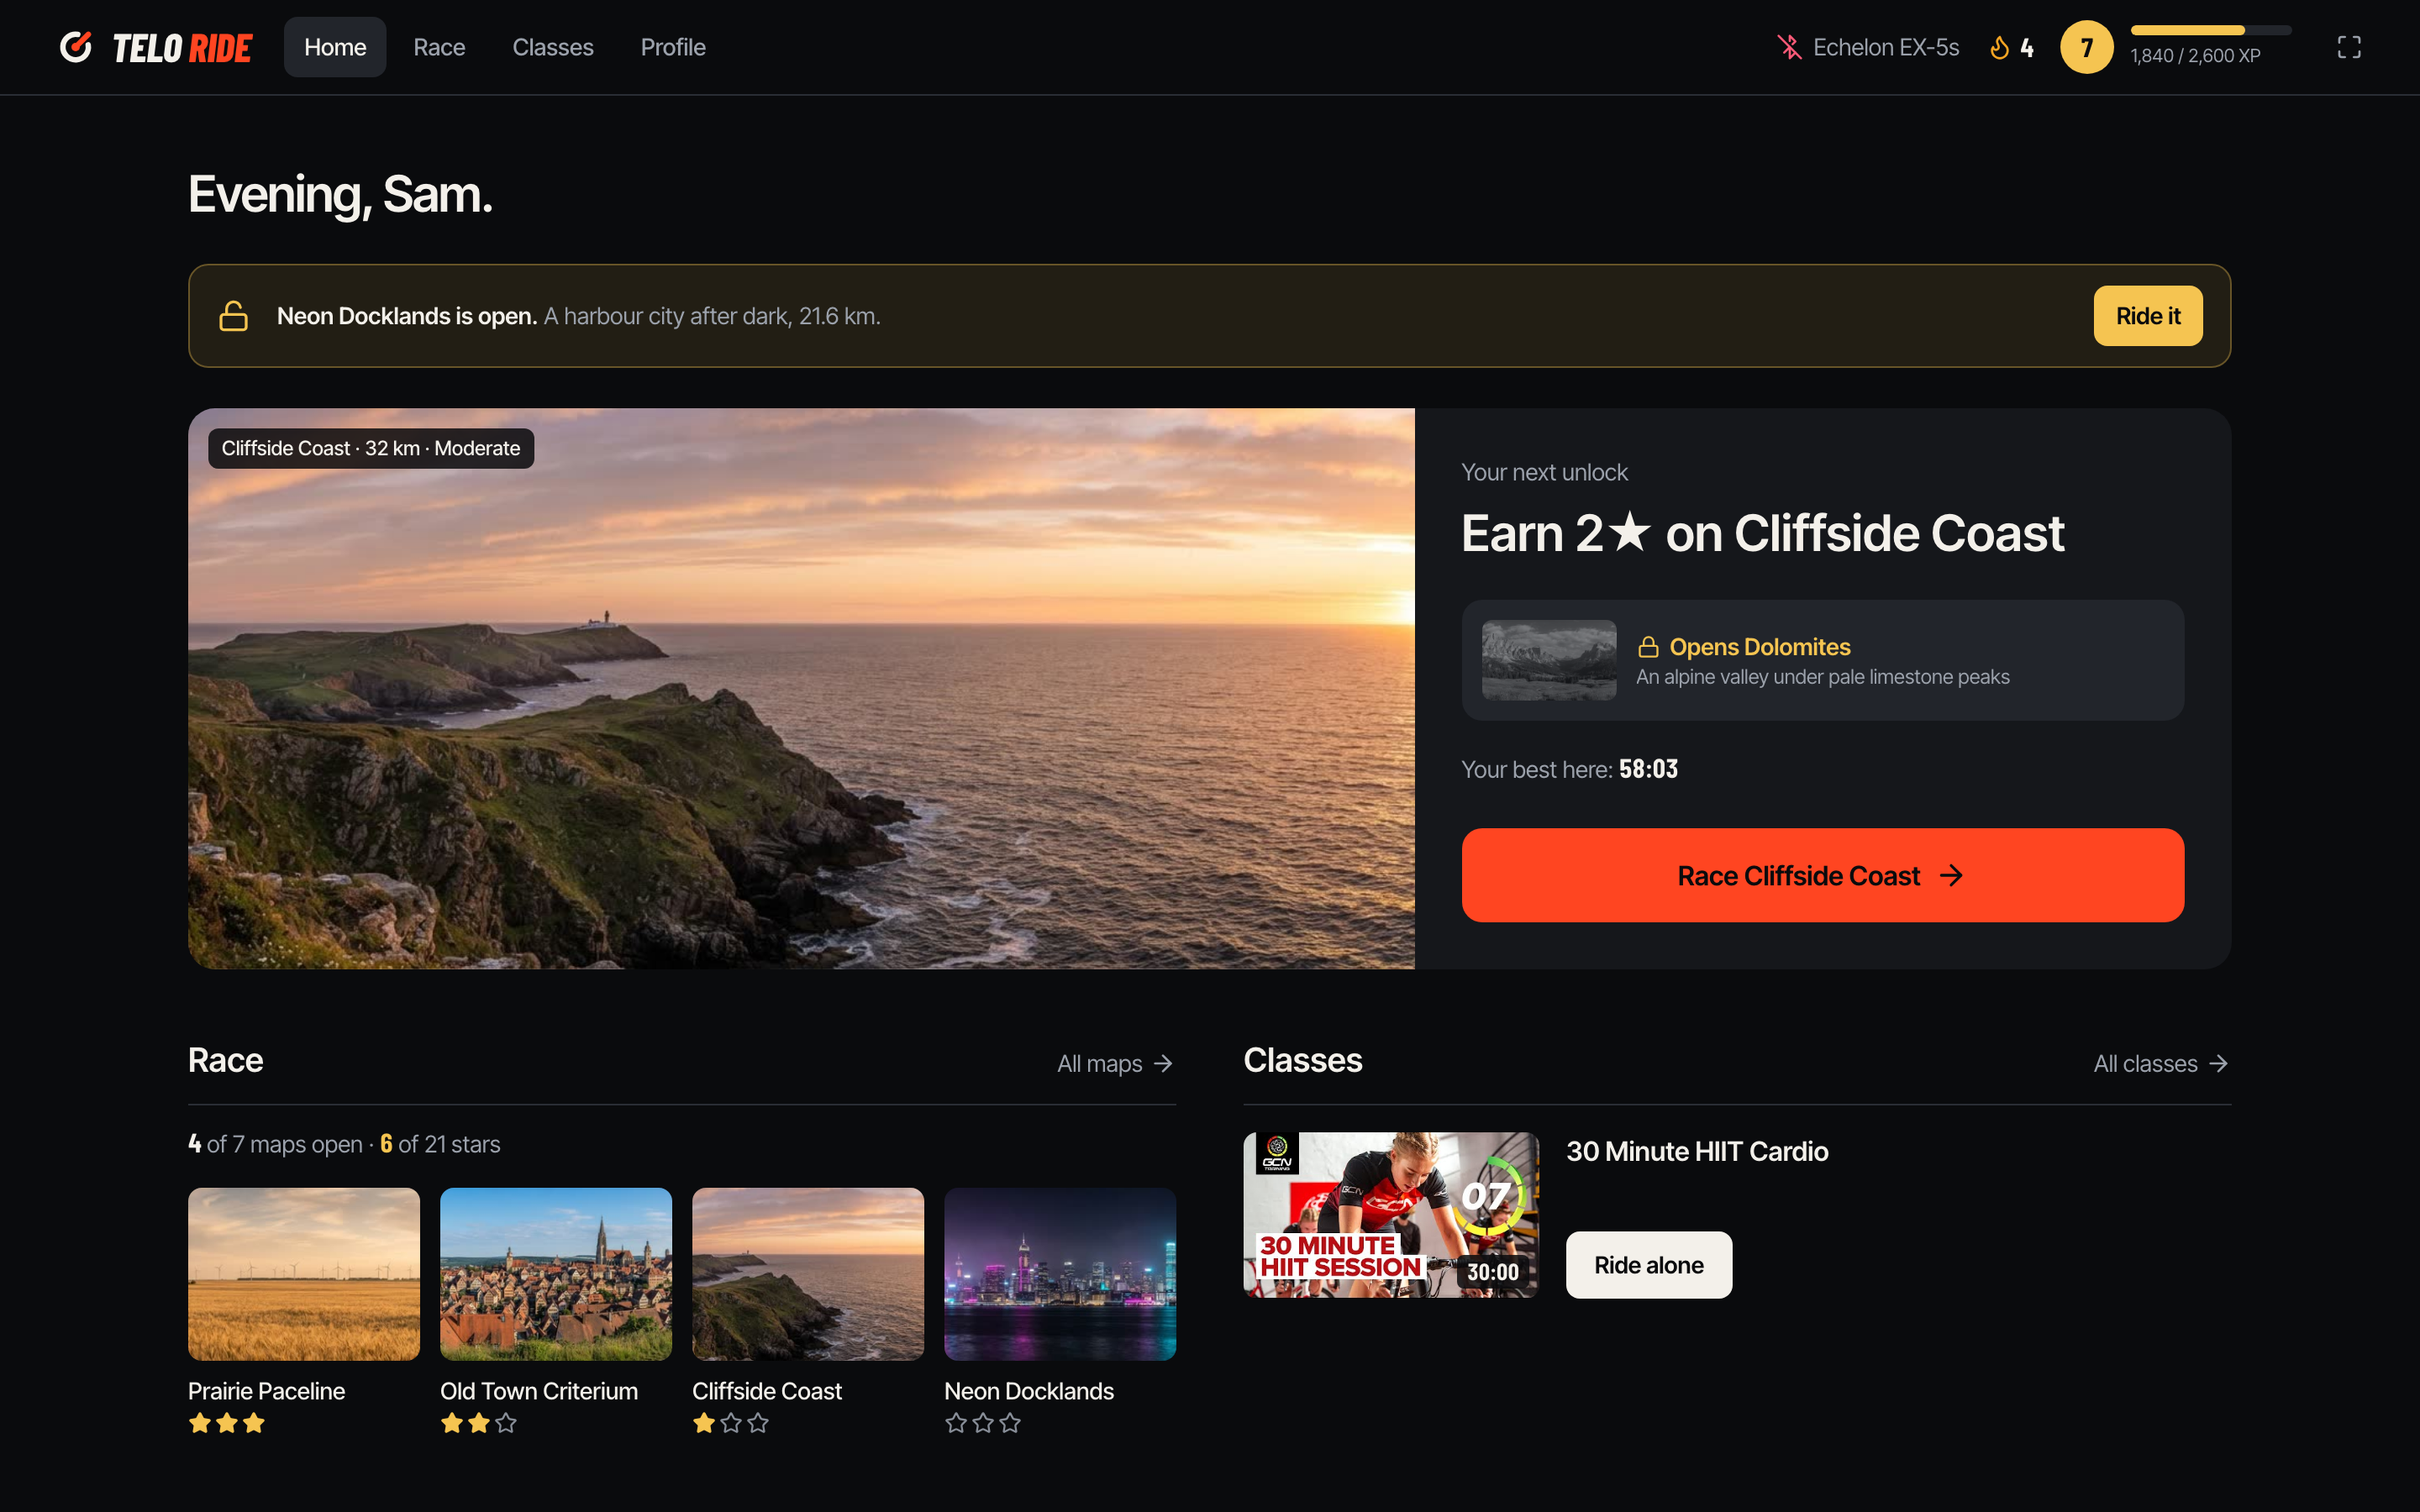 TELO RIDE
Home
Race
Classes
Profile
Echelon EX-5s
4
7
1,840 / 2,600 XP
Evening, Sam.
Neon Docklands is open. A harbour city after dark, 21.6 km.
Ride it
Cliffside Coast · 32 km · Moderate
Your next unlock
Earn 2★ on Cliffside Coast
Opens Dolomites
An alpine valley under pale limestone peaks
Your best here: 58:03
Race Cliffside Coast →
Race
All maps →
4 of 7 maps open · 6 of 21 stars
Prairie Paceline
Old Town Criterium
Cliffside Coast
Neon Docklands
Classes
All classes →
GCN
TRAINING
GCN
GCN
07
30 MINUTE
HIIT SESSION
30:00
30 Minute HIIT Cardio
Ride alone